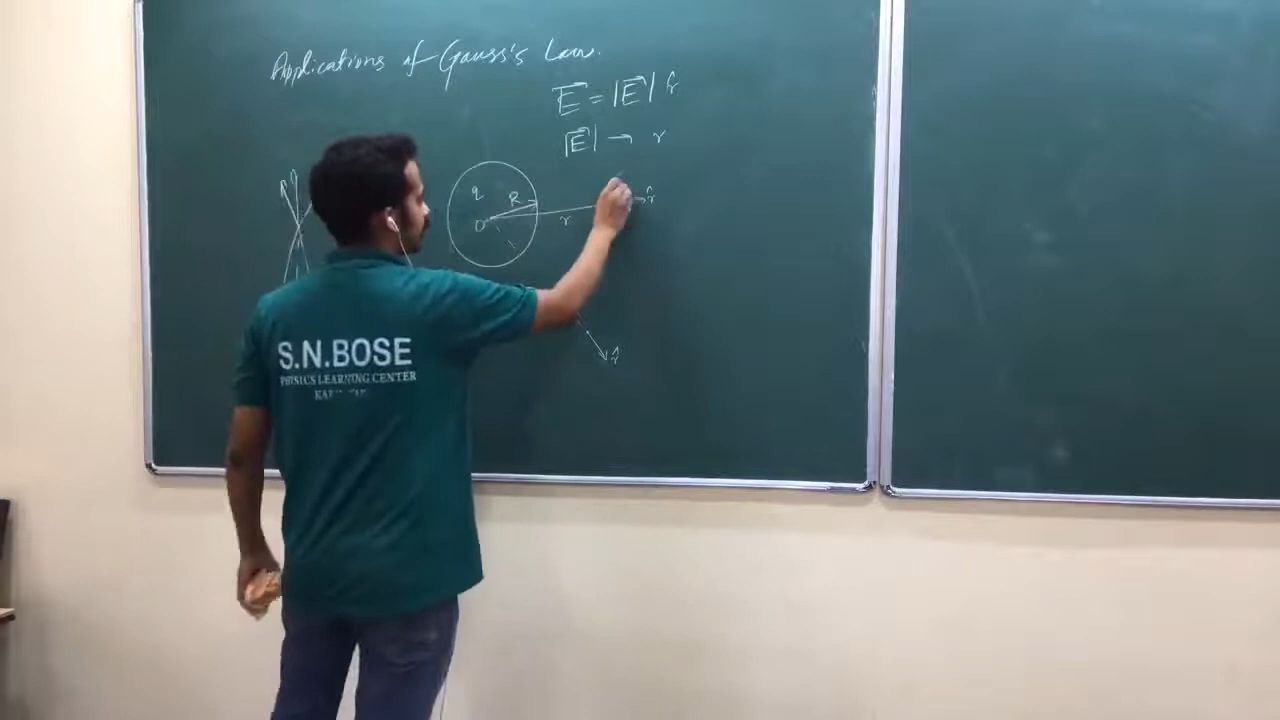 Applications of Gauss's Law.
E⃗ = |E⃗| r̂
|E⃗| → r
q
R
r̂
O
r
r̂
S.N.BOSE
PHYSICS LEARNING CENTER